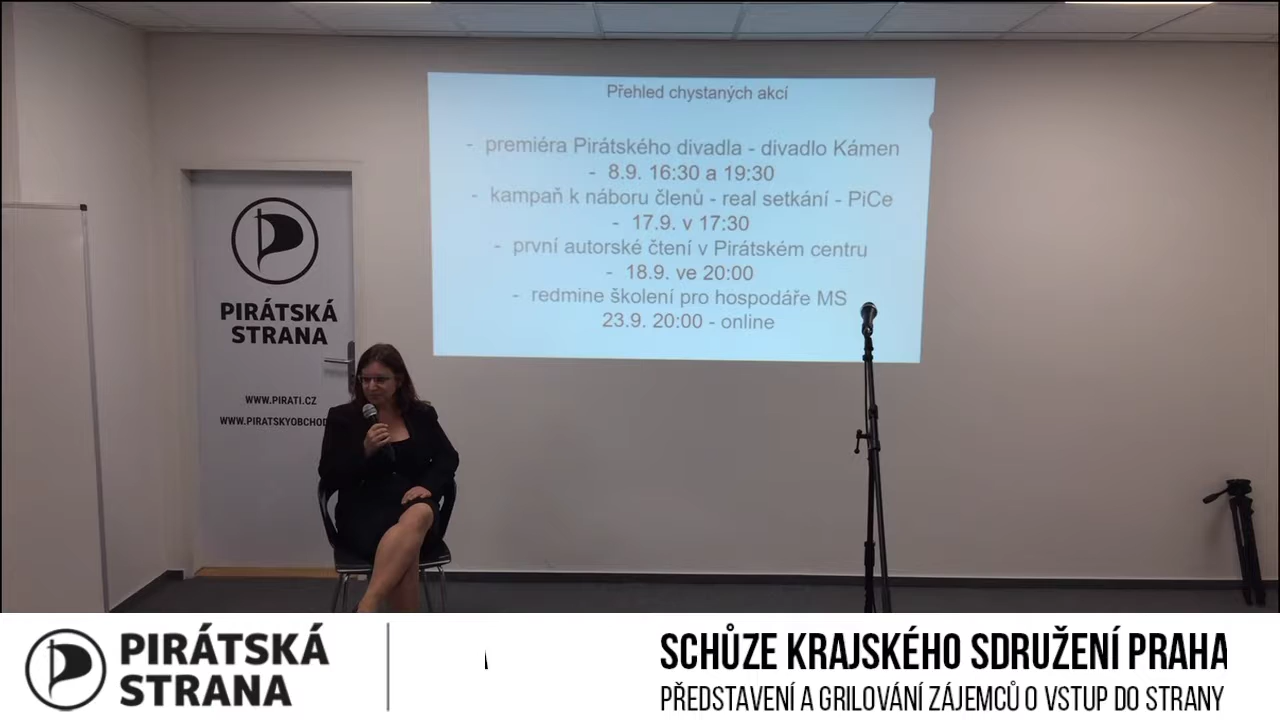 Přehled chystaných akcí
- premiéra Pirátského divadla - divadlo Kámen
- 8.9. 16:30 a 19:30
- kampaň k náboru členů - real setkání - PiCe
- 17.9. v 17:30
- první autorské čtení v Pirátském centru
- 18.9. ve 20:00
- redmine školení pro hospodáře MS
23.9. 20:00 - online
PIRÁTSKÁ
STRANA
WWW.PIRATI.CZ
WWW.PIRATSKYOBCHOD
PIRÁTSKÁ
STRANA
SCHŮZE KRAJSKÉHO SDRUŽENÍ PRAHA
PŘEDSTAVENÍ A GRILOVÁNÍ ZÁJEMCŮ O VSTUP DO STRANY